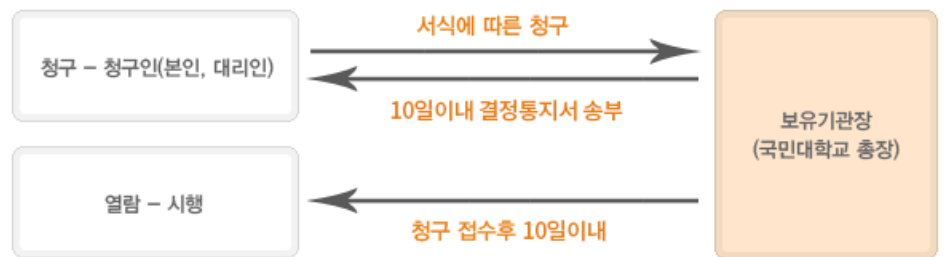 서식에 따른 청구
청구 – 청구인(본인, 대리인)
10일이내 결정통지서 송부
보유기관장
(국민대학교 총장)
열람 – 시행
청구 접수후 10일이내